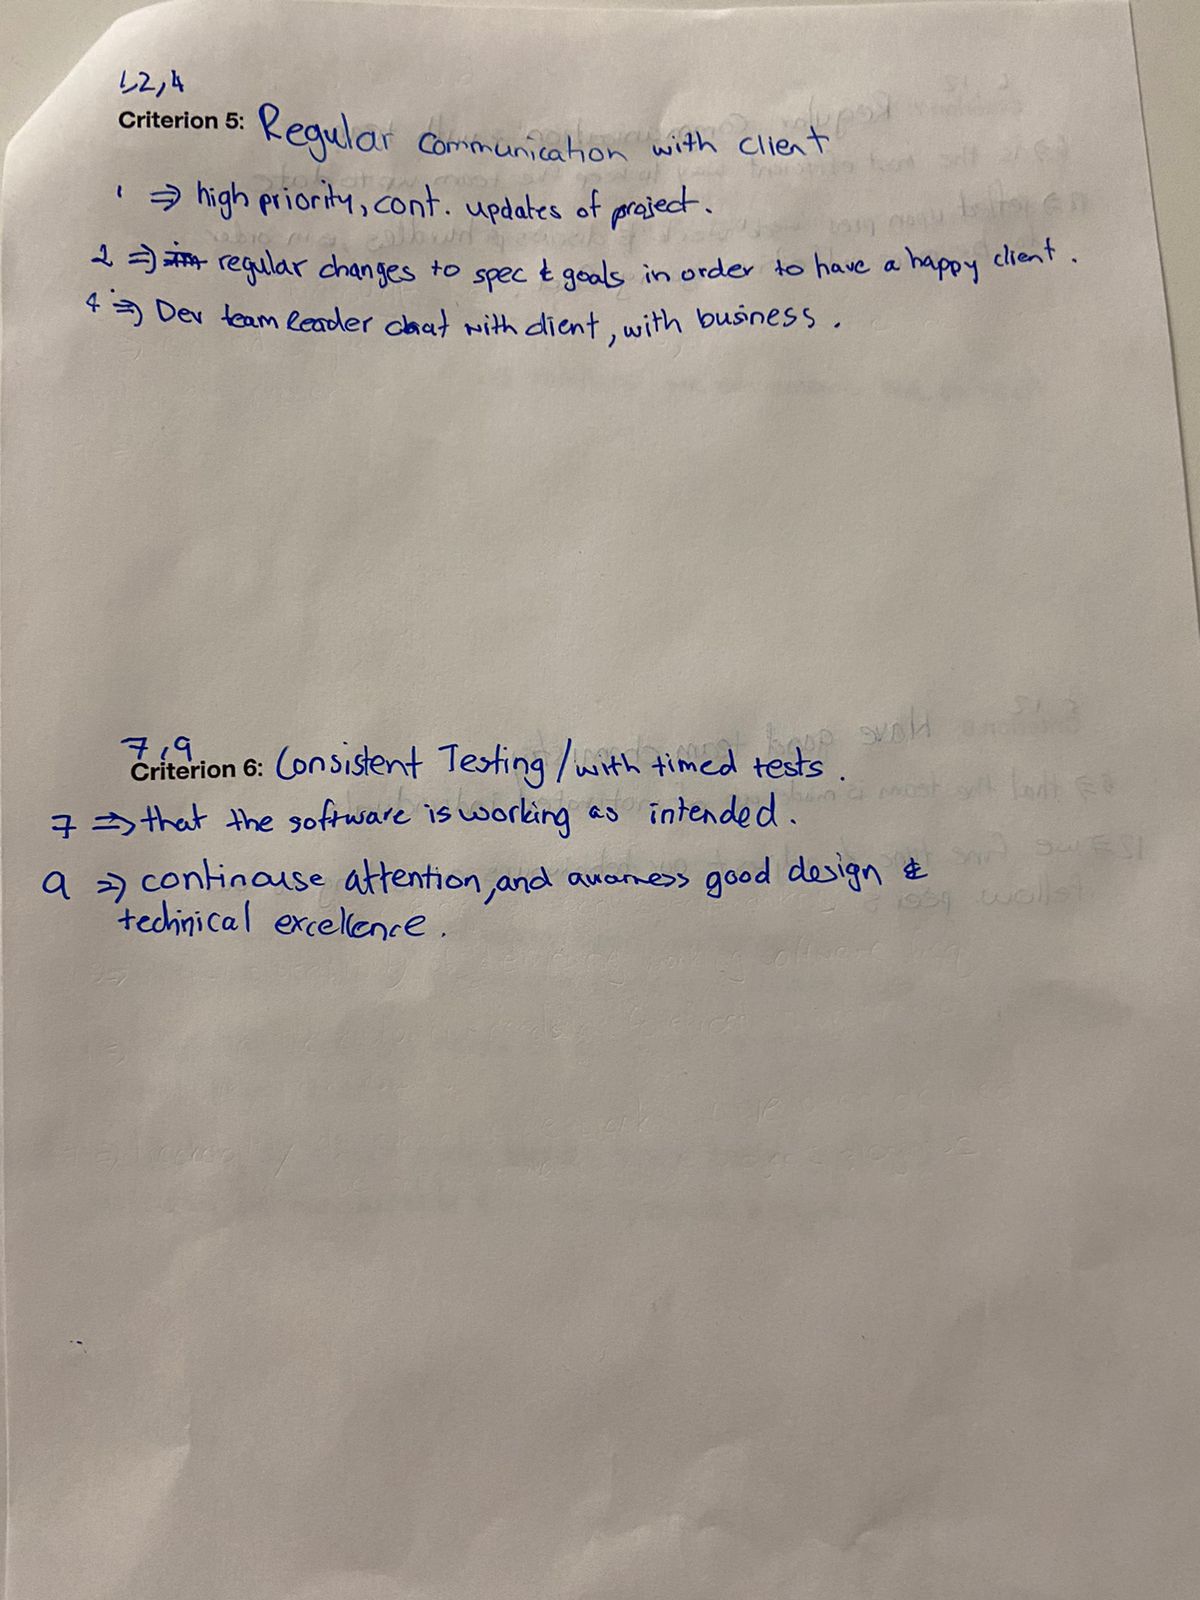 1,2,4
Criterion 5: Regular Communication with client
1 ⇒ high priority, cont. updates of project.
2 ⇒ regular changes to spec & goals in order to have a happy client.
4 ⇒ Dev team leader chat with client, with business.
7,9
Criterion 6: Consistent Testing / with timed tests.
7 ⇒ that the software is working as intended.
9 ⇒ continouse attention, and awarness good design &
technical excellence.